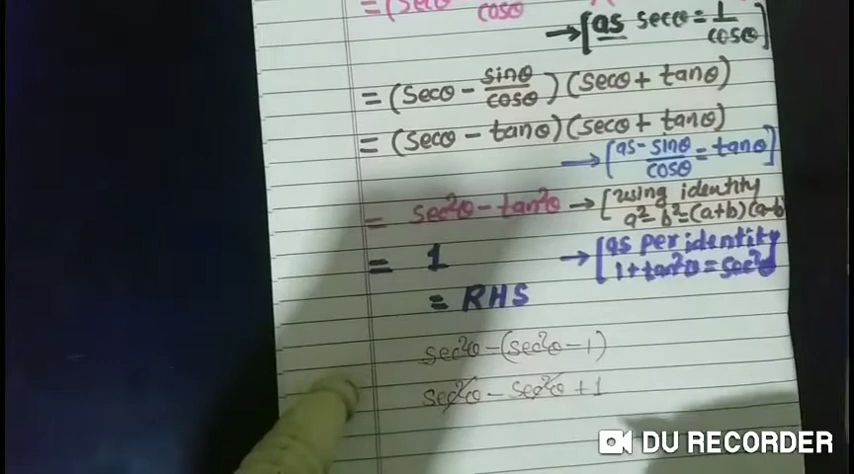 = (secθ cosθ
→ [as secθ = 1/cosθ]
= (secθ - sinθ/cosθ) (secθ + tanθ)
= (secθ - tanθ) (secθ + tanθ)
→ [as - sinθ/cosθ = tanθ]
= sec²θ - tan²θ → [using identity
a² - b² = (a+b) (a-b
= 1 → [as per identity
1 + tan²θ = sec²θ
= RHS
sec²θ - (sec²θ - 1)
sec²θ - sec²θ + 1
DU RECORDER